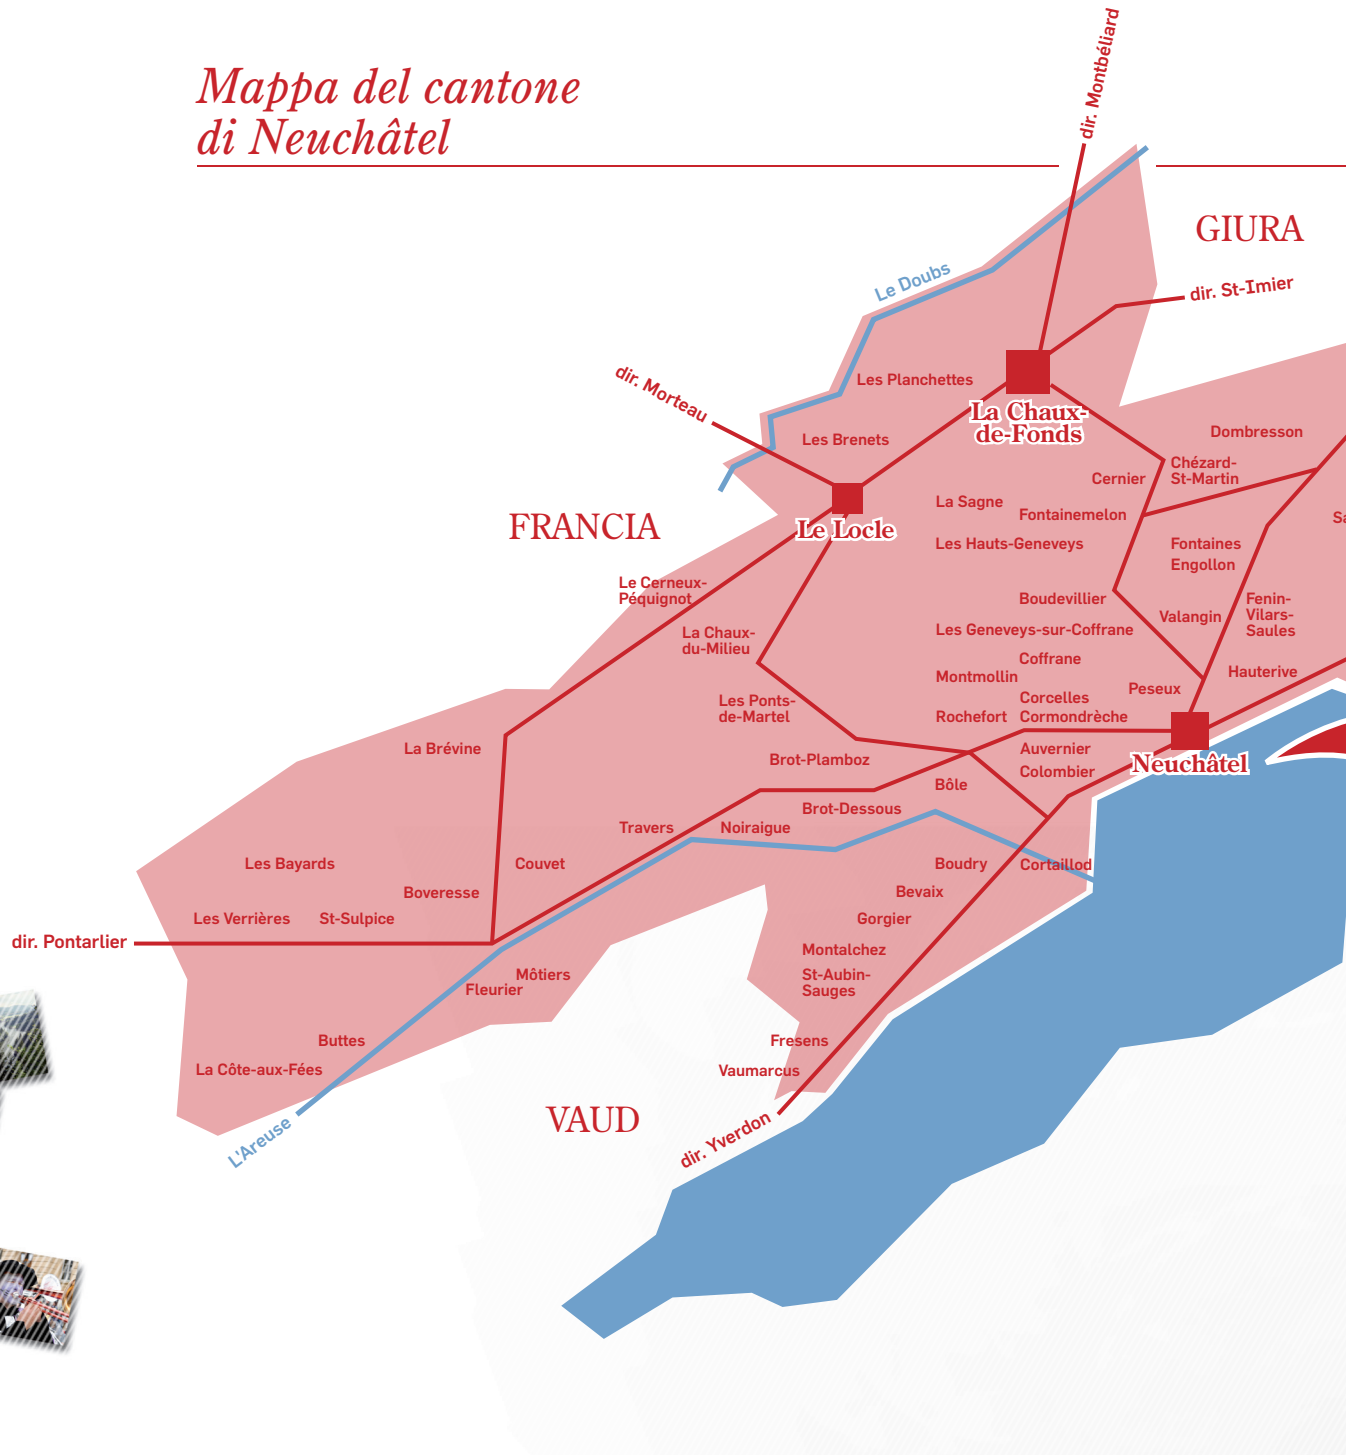 Mappa del cantone
di Neuchâtel
dir. Montbéliard
GIURA
Le Doubs
dir. St-Imier
dir. Morteau
Les Planchettes
La Chaux-
de-Fonds
Les Brenets
Dombresson
Chézard-
St-Martin
Cernier
La Sagne
Fontainemelon
FRANCIA
Le Locle
Les Hauts-Geneveys
Fontaines
Engollon
Le Cerneux-
Péquignot
Boudevillier
Fenin-
Vilars-
Saules
Valangin
La Chaux-
du-Milieu
Les Geneveys-sur-Coffrane
Coffrane
Montmollin
Hauterive
Peseux
Les Ponts-
de-Martel
Corcelles
Cormondrèche
Rochefort
La Brévine
Auvernier
Brot-Plamboz
Neuchâtel
Colombier
Bôle
Brot-Dessous
Travers
Noiraigue
Les Bayards
Couvet
Boudry
Cortaillod
Boveresse
Bevaix
Les Verrières
St-Sulpice
Gorgier
dir. Pontarlier
Montalchez
Môtiers
St-Aubin-
Sauges
Fleurier
Buttes
Fresens
La Côte-aux-Fées
Vaumarcus
VAUD
dir. Yverdon
L'Areuse